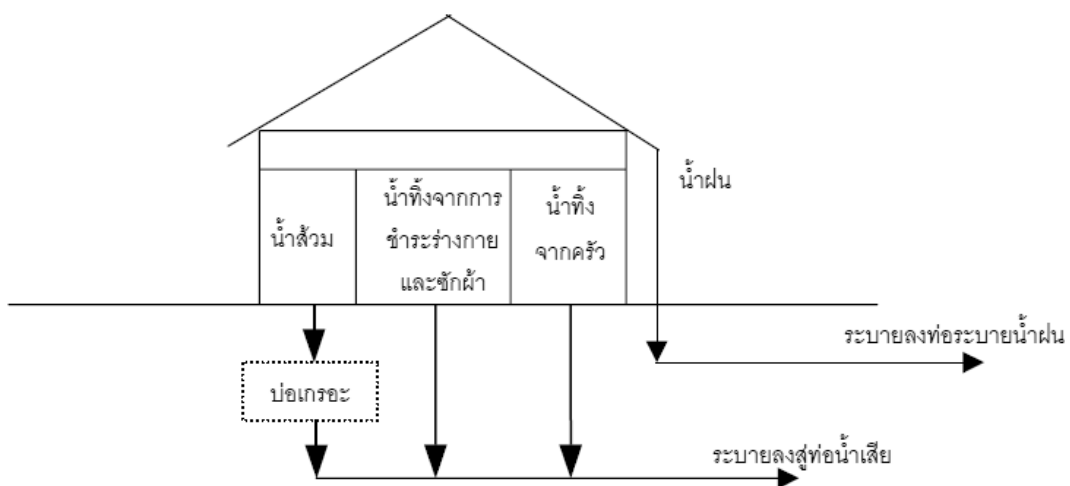 น้ำฝน
น้ำส้วม
น้ำทิ้งจากการ
ชำระร่างกาย
และซักผ้า
น้ำทิ้ง
จากครัว
ระบายลงท่อระบายน้ำฝน
บ่อเกรอะ
ระบายลงสู่ท่อน้ำเสีย